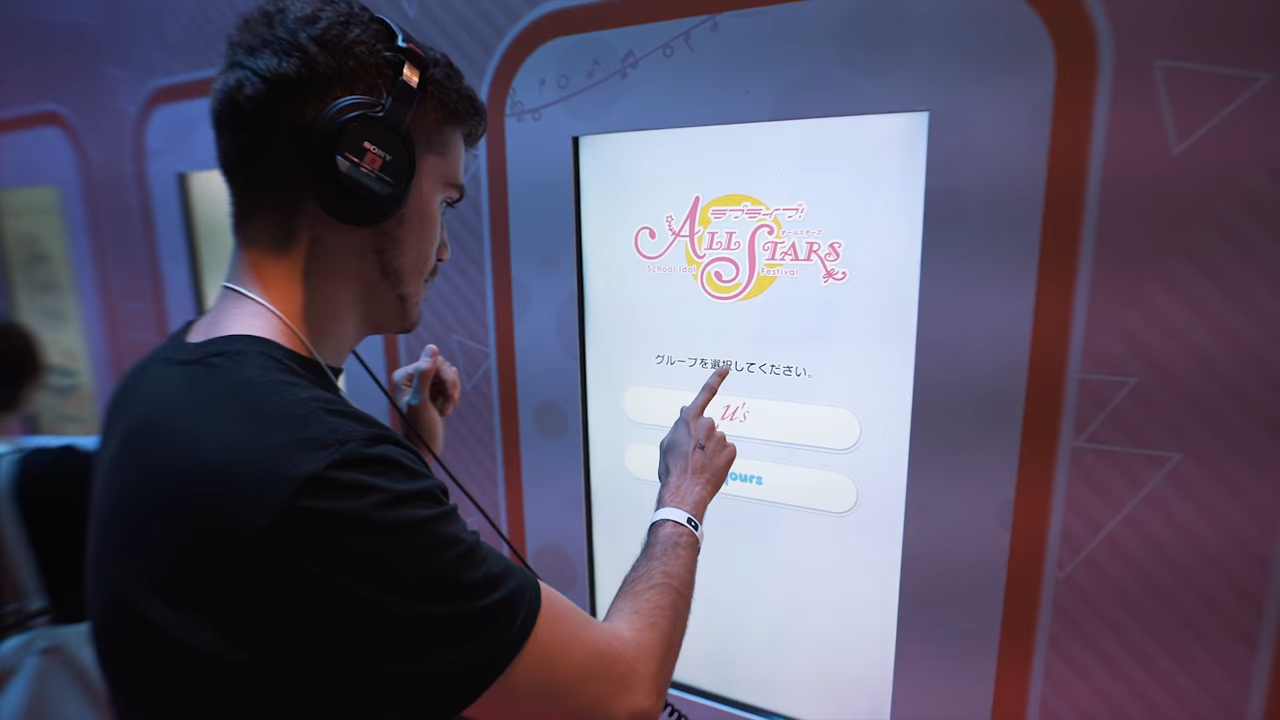 SONY
ラブライブ!
ALL STARS
オールスターズ
School Idol Festival
グループを選択してください。
μ's
qours